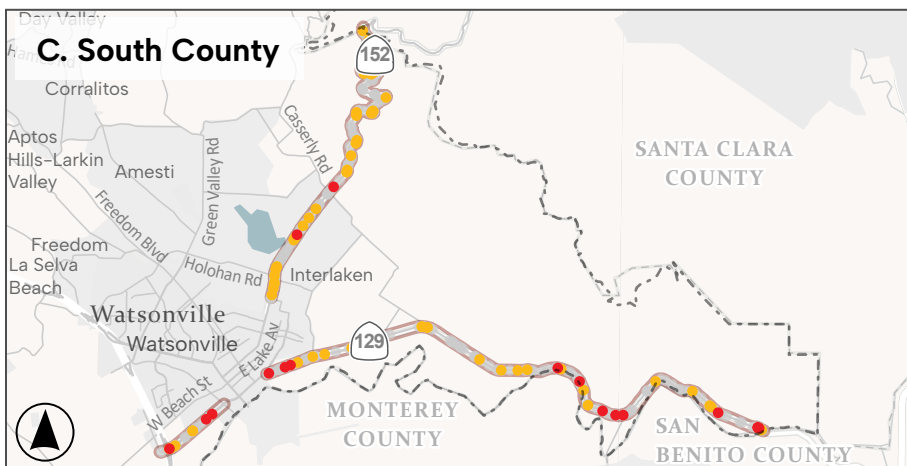 Day Valley
C. South County
152
Corralitos
Casserly Rd
Aptos
Hills-Larkin
Valley
Amesti
Green Valley Rd
SANTA CLARA
COUNTY
Freedom Blvd
Freedom
La Selva
Beach
Holohan Rd
Interlaken
Watsonville
Watsonville
E Lake Av
129
W Beach St
MONTEREY
COUNTY
SAN
BENITO COUNTY